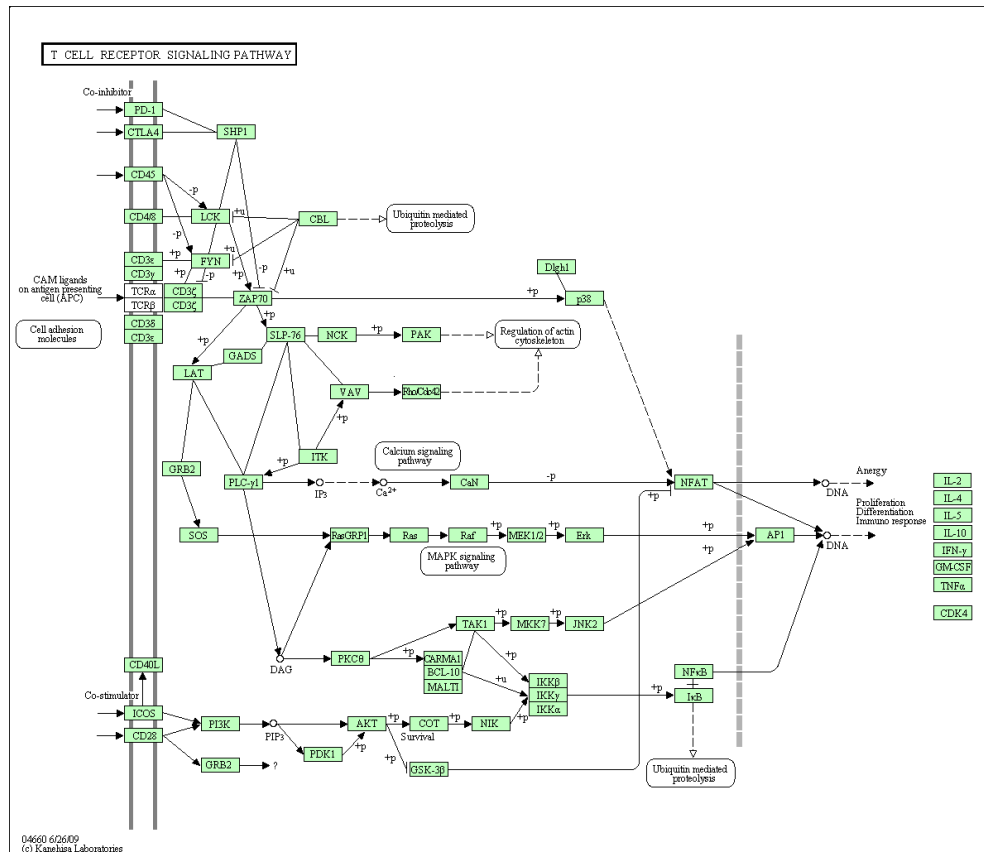 T CELL RECEPTOR SIGNALING PATHWAY
Co-inhibitor
PD-1
CTLA4
SHP1
CD45
-p
CD4/8
LCK
+u
CBL
Ubiquitin mediated
proteolysis
-p
+p
+u
CD3ε
FYN
CD3γ
+p
-p
-p
+u
+p
Dlgh1
CAM ligands
on antigen presenting
cell (APC)
TCRα
CD3ζ
TCRβ
CD3ζ
ZAP70
+p
p38
Cell adhesion
molecules
CD3δ
CD3ε
+p
+p
SLP-76
NCK
+p
PAK
Regulation of actin
cytoskeleton
GADS
LAT
VAV
Rho/Cdc42
+p
ITK
Calcium signaling
pathway
GRB2
+p
PLC-γ1
IP3
Ca2+
CaN
-p
NFAT
+p
DNA
Anergy
Proliferation
Differentiation
Immuno response
SOS
RasGRP1
Ras
Raf
+p
MEK1/2
+p
Erk
+p
AP1
DNA
MAPK signaling
pathway
+p
IL-2
IL-4
IL-5
IL-10
IFN-γ
GM-CSF
TNFα
CDK4
TAK1
+p
MKK7
+p
JNK2
+p
DAG
PKCθ
+p
CARMA1
BCL-10
MALT1
+p
+u
IKKβ
IKKγ
IKKα
+p
NFκB
IκB
CD40L
Co-stimulator
ICOS
CD28
PI3K
PIP3
AKT
+p
COT
+p
NIK
+p
Survival
PDK1
+p
+p
GSK-3β
GRB2
?
Ubiquitin mediated
proteolysis
04660 6/26/09
(c) Kanehisa Laboratories